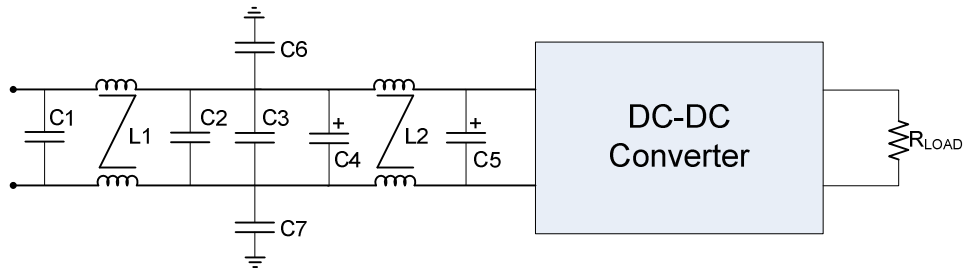 C6
C1
L1
C2
C3
+
C4
L2
+
C5
DC-DC
Converter
RLOAD
C7